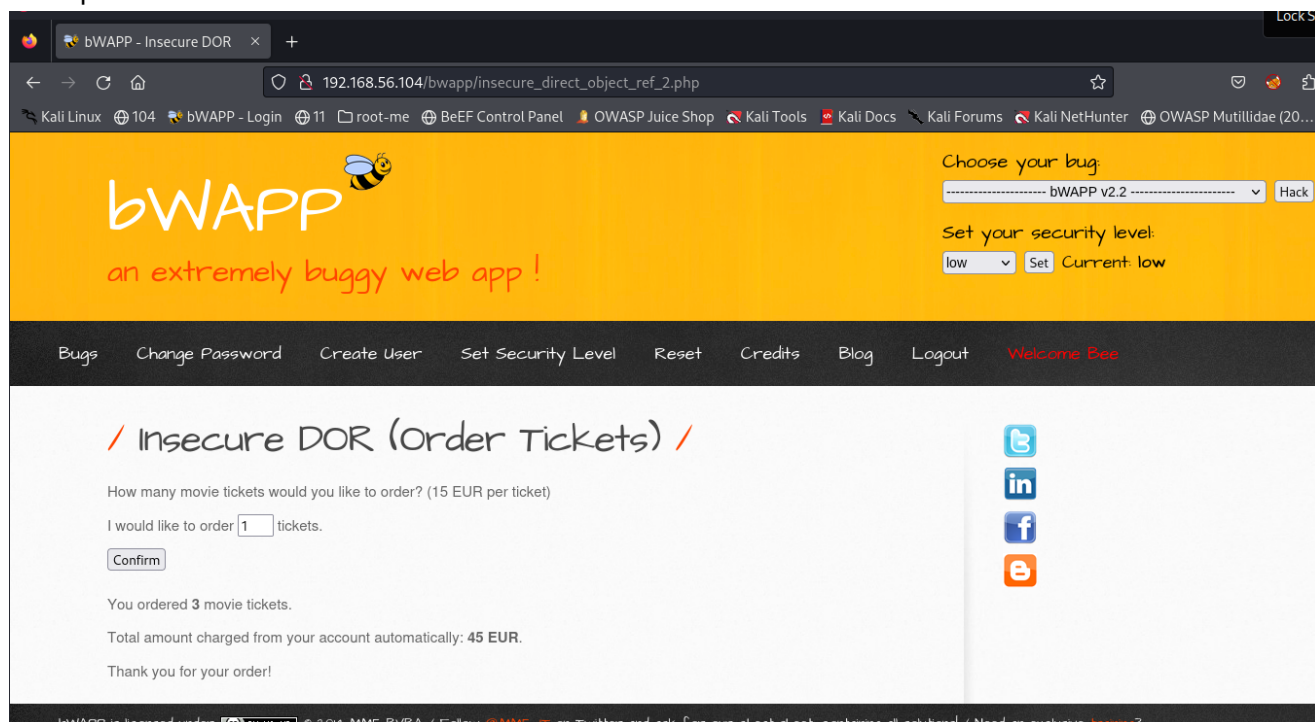 Lock S
bWAPP - Insecure DOR × +
192.168.56.104/bwapp/insecure_direct_object_ref_2.php
Kali Linux 104 bWAPP - Login 11 root-me BeEF Control Panel OWASP Juice Shop Kali Tools Kali Docs Kali Forums Kali NetHunter OWASP Mutillidae (20...
bWAPP
an extremely buggy web app !
Choose your bug:
---------------------- bWAPP v2.2 ----------------------- Hack
Set your security level:
low Set Current: low
Bugs Change Password Create User Set Security Level Reset Credits Blog Logout Welcome Bee
/ Insecure DOR (Order Tickets) /
How many movie tickets would you like to order? (15 EUR per ticket)
I would like to order 1 tickets.
Confirm
You ordered 3 movie tickets.
Total amount charged from your account automatically: 45 EUR.
Thank you for your order!